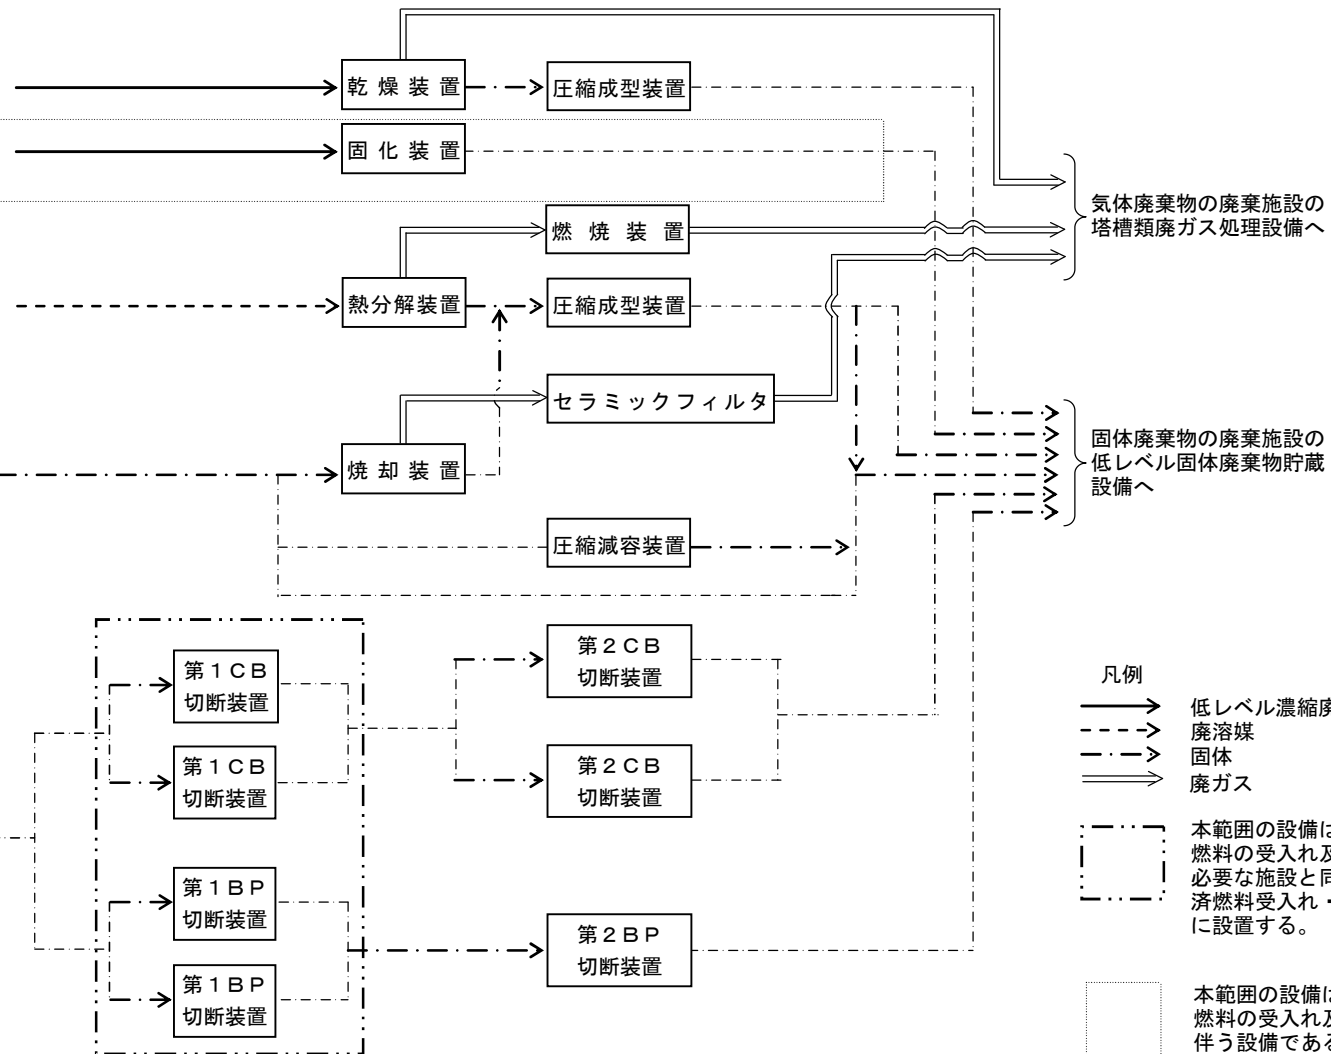 乾燥装置
圧縮成型装置
固化装置
燃焼装置
気体廃棄物の廃棄施設の
塔槽類廃ガス処理設備へ
熱分解装置
圧縮成型装置
セラミックフィルタ
焼却装置
固体廃棄物の廃棄施設の
低レベル固体廃棄物貯蔵
設備へ
圧縮減容装置
第1CB
切断装置
第1CB
切断装置
第2CB
切断装置
第2CB
切断装置
第1BP
切断装置
第1BP
切断装置
第2BP
切断装置
凡例
低レベル濃縮廃
廃溶媒
固体
廃ガス
本範囲の設備は
燃料の受入れ及
必要な施設と同
済燃料受入れ・
に設置する。
本範囲の設備は
燃料の受入れ及
伴う設備である